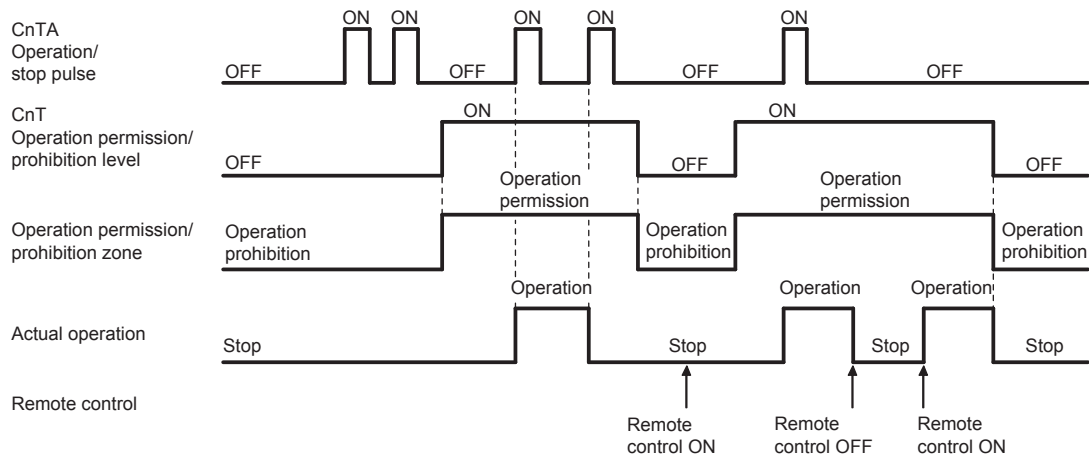 CnTA
Operation/
stop pulse
ON ON ON ON ON
OFF OFF OFF OFF
CnT
Operation permission/
prohibition level
ON ON
OFF OFF OFF
Operation
permission
Operation
permission
Operation permission/
prohibition zone
Operation
prohibition
Operation
prohibition
Operation
prohibition
Operation Operation Operation
Actual operation
Stop Stop Stop Stop
Remote control
Remote
control ON
Remote
control OFF
Remote
control ON